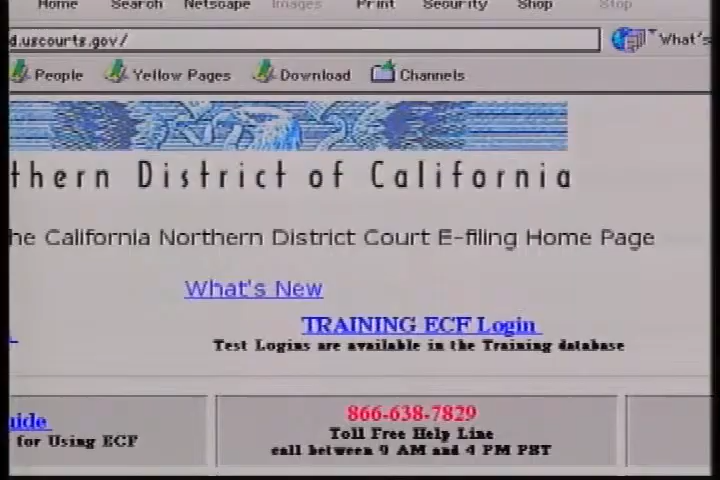 Home Search Netscape Images Print Security Shop Stop
d.uscourts.gov/ What's
People Yellow Pages Download Channels
thern District of California
he California Northern District Court E-filing Home Page
What's New
TRAINING ECF Login
Test Logins are available in the Training database
uide
for Using ECF
866-638-7829
Toll Free Help Line
call between 9 AM and 4 PM PST